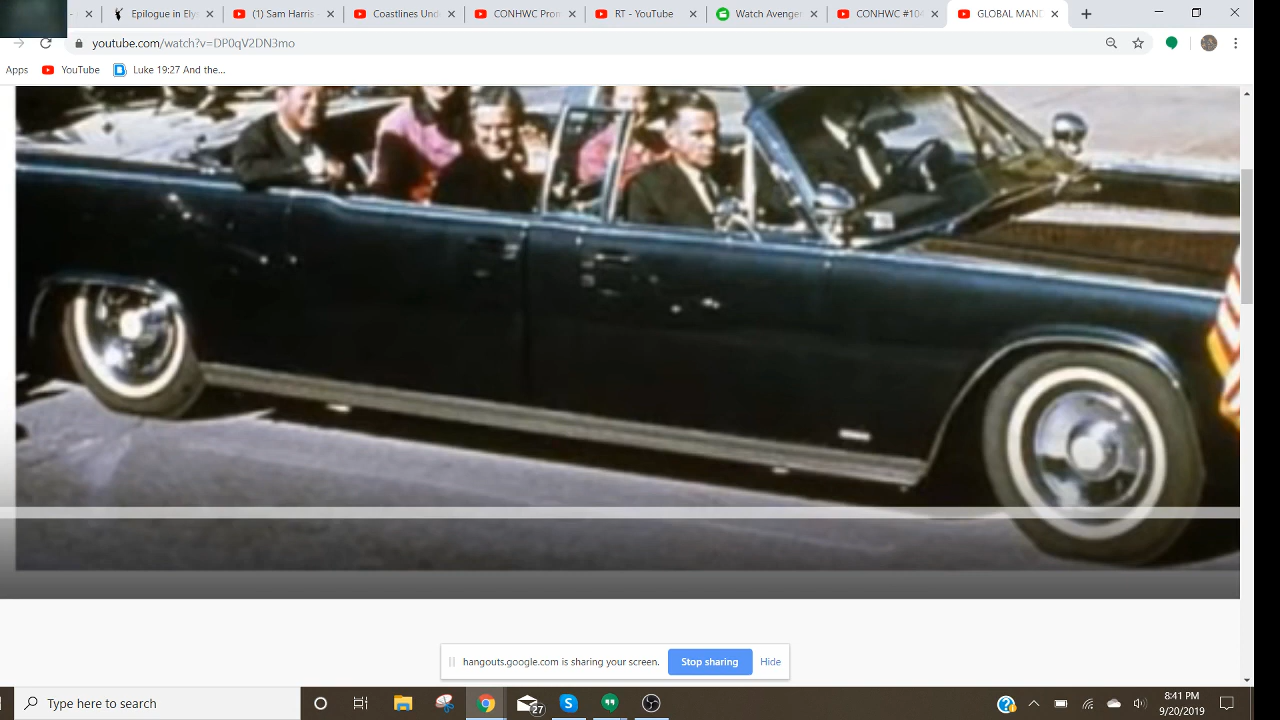 Epilogue in Ely
(1) Sam Harris
Coastlines Und
CONHWC Pron
RT - YouTube
Watch Avenger
CONHWC #10
GLOBAL MAND
youtube.com/watch?v=DP0qV2DN3mo
Apps YouTube Luke 19:27 And the...
hangouts.google.com is sharing your screen. Stop sharing Hide
Type here to search
27
8:41 PM
9/20/2019